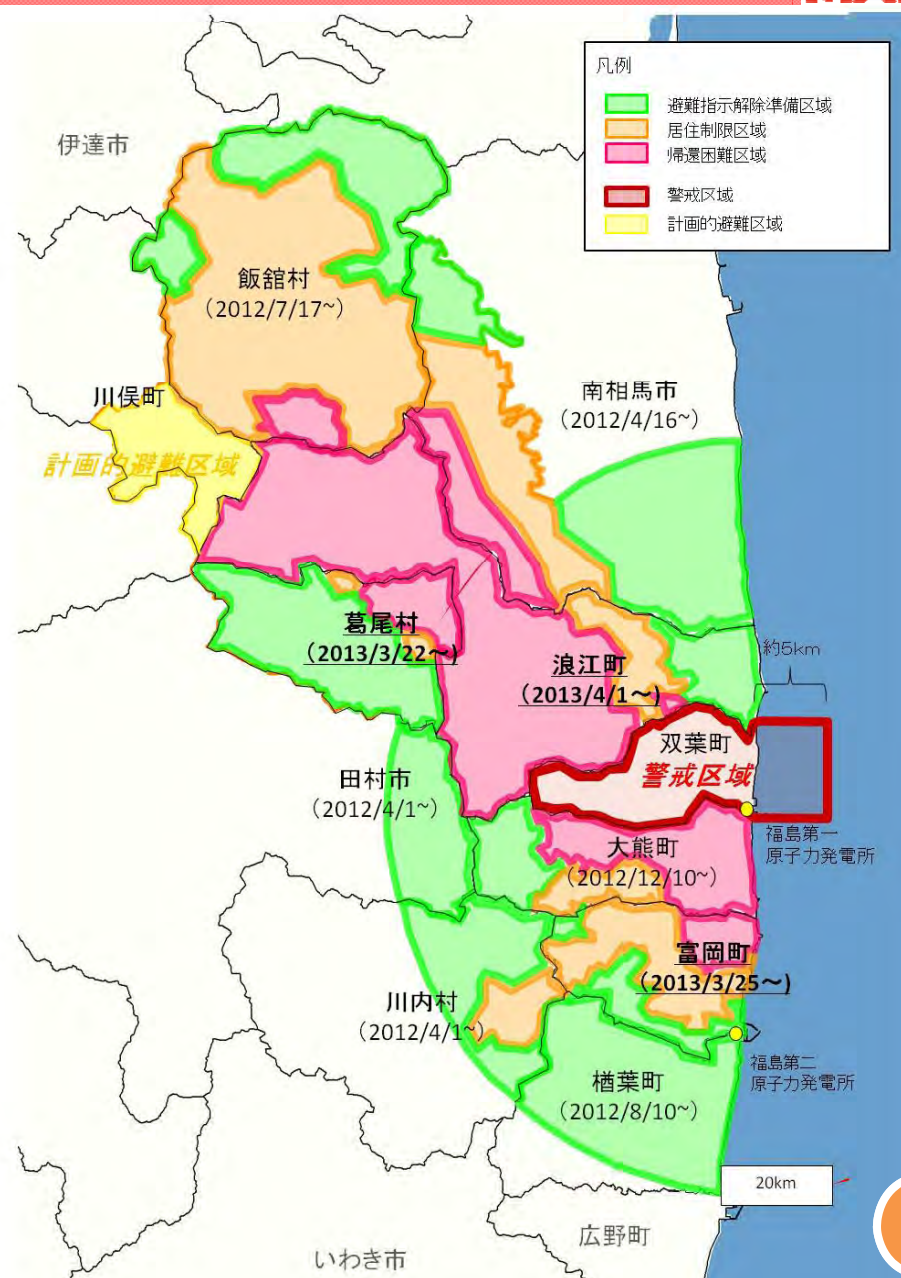 凡例
避難指示解除準備区域
居住制限区域
帰還困難区域
警戒区域
計画的避難区域
伊達市
飯舘村
(2012/7/17~)
川俣町
計画的避難区域
南相馬市
(2012/4/16~)
葛尾村
(2013/3/22～)
浪江町
(2013/4/1～)
約5km
双葉町
警戒区域
田村市
(2012/4/1~)
福島第一
原子力発電所
大熊町
(2012/12/10~)
富岡町
(2013/3/25～)
川内村
(2012/4/1~)
福島第二
原子力発電所
楢葉町
(2012/8/10~)
20km
広野町
いわき市